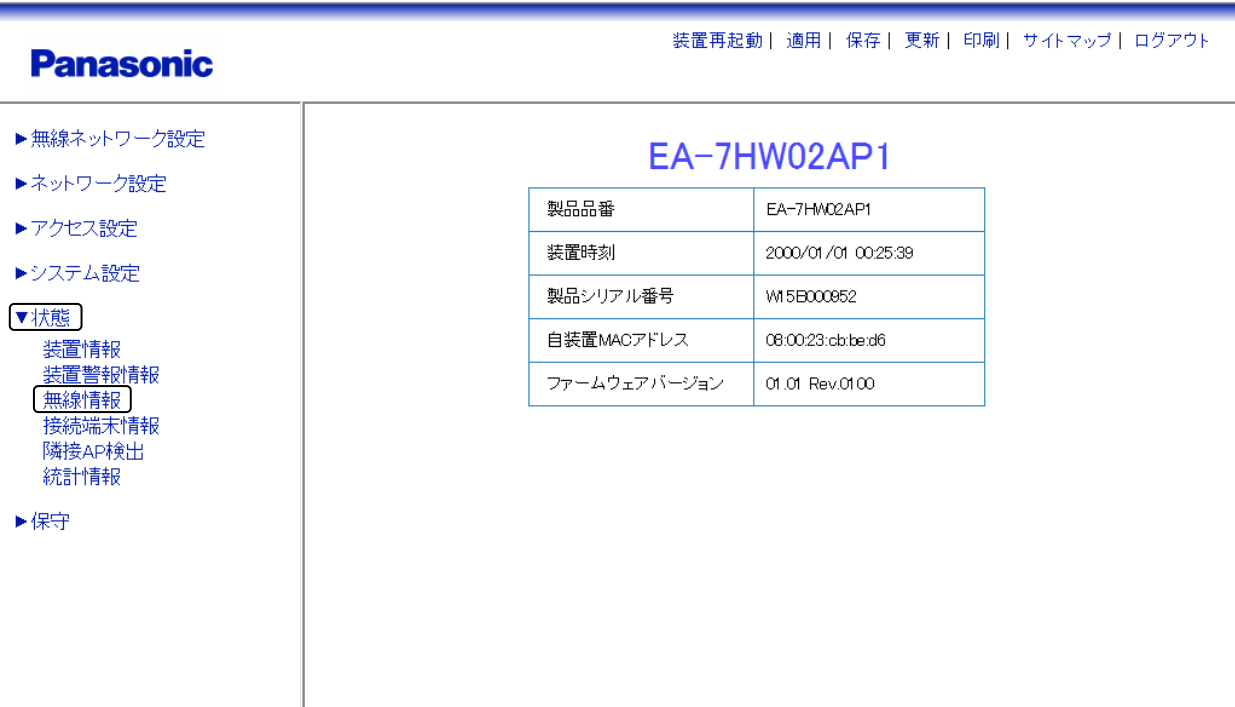 Panasonic
装置再起動| 適用| 保存| 更新| 印刷| サイトマップ| ログアウト
▶無線ネットワーク設定
▶ネットワーク設定
▶アクセス設定
▶システム設定
▼状態
装置情報
装置警報情報
無線情報
接続端末情報
隣接AP検出
統計情報
▶保守
EA-7HW02AP1
製品品番 EA-7HW02AP1
装置時刻 2000/01/01 00:25:39
製品シリアル番号 W15B000952
自装置MACアドレス 08:00:23:cb:be:d6
ファームウェアバージョン 01.01 Rev.0100